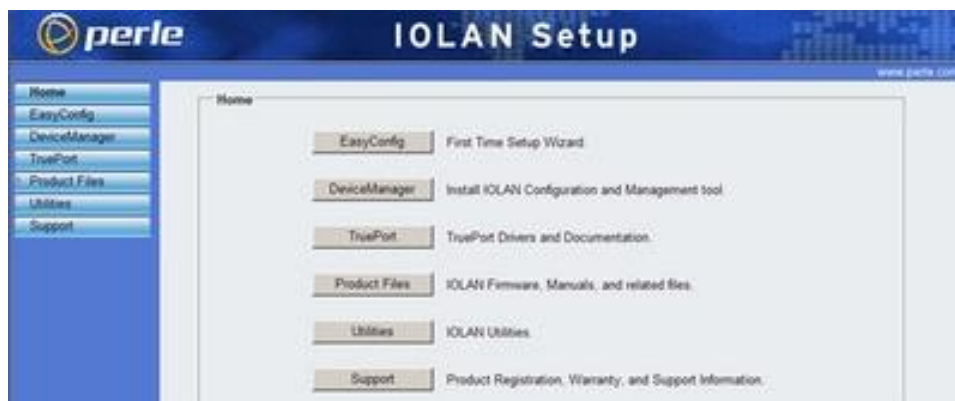 perle
IOLAN Setup
www.perle.com
Home
EasyConfig
DeviceManager
TruePort
Product Files
Utilities
Support
Home
EasyConfig First Time Setup Wizard.
DeviceManager Install IOLAN Configuration and Management tool
TruePort TruePort Drivers and Documentation.
Product Files IOLAN Firmware, Manuals, and related files.
Utilities IOLAN Utilities
Support Product Registration, Warranty, and Support Information.